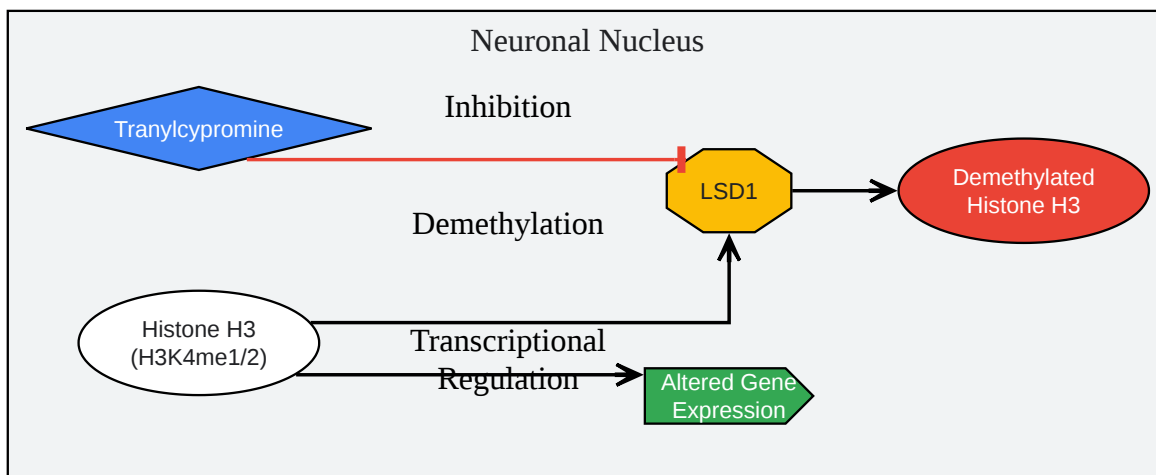 Neuronal Nucleus
Inhibition
Tranylcypromine
LSD1
Demethylated
Histone H3
Demethylation
Histone H3
(H3K4me1/2)
Transcriptional
Regulation
Altered Gene
Expression